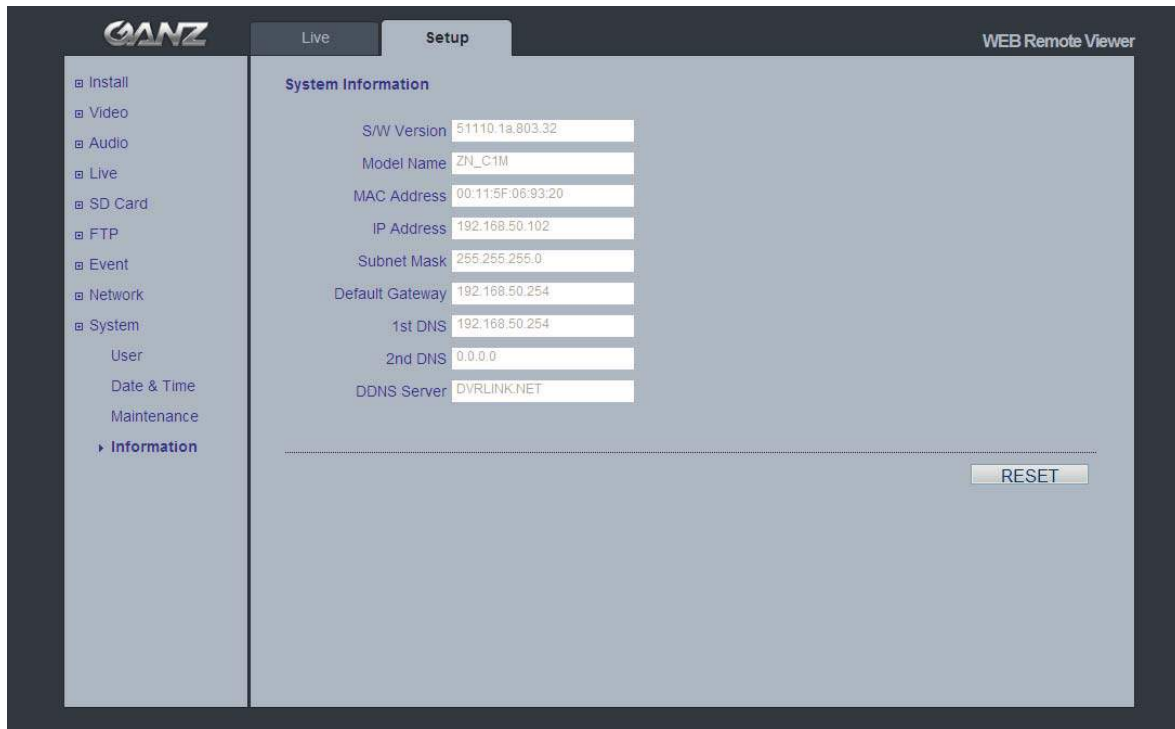 GANZ
Live
Setup
WEB Remote Viewer
Install
Video
Audio
Live
SD Card
FTP
Event
Network
System
User
Date & Time
Maintenance
Information
System Information
S/W Version 51110.1a.803.32
Model Name ZN_C1M
MAC Address 00:11:5F:06:93:20
IP Address 192.168.50.102
Subnet Mask 255.255.255.0
Default Gateway 192.168.50.254
1st DNS 192.168.50.254
2nd DNS 0.0.0.0
DDNS Server DVRLINK.NET
RESET